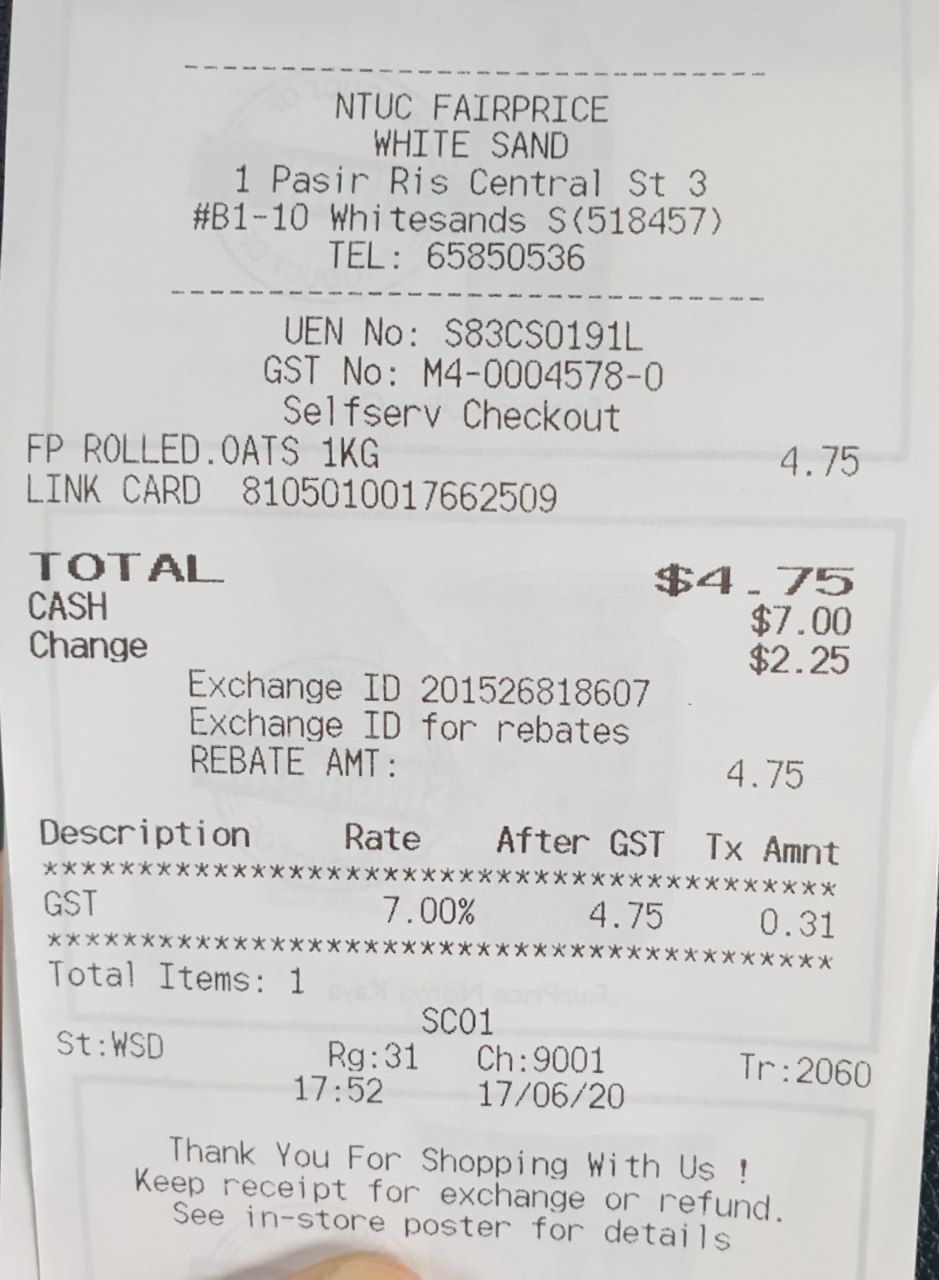 NTUC FAIRPRICE
WHITE SAND
1 Pasir Ris Central St 3
#B1-10 Whitesands S(518457)
TEL: 65850536
UEN No: S83CS0191L
GST No: M4-0004578-0
Selfserv Checkout
FP ROLLED.OATS 1KG 4.75
LINK CARD 8105010017662509
TOTAL $4.75
CASH $7.00
Change $2.25
Exchange ID 201526818607
Exchange ID for rebates
REBATE AMT: 4.75
Description Rate After GST Tx Amnt
******************************************
GST 7.00% 4.75 0.31
******************************************
Total Items: 1
SC01
St:WSD Rg:31 Ch:9001 Tr:2060
17:52 17/06/20
Thank You For Shopping With Us !
Keep receipt for exchange or refund.
See in-store poster for details